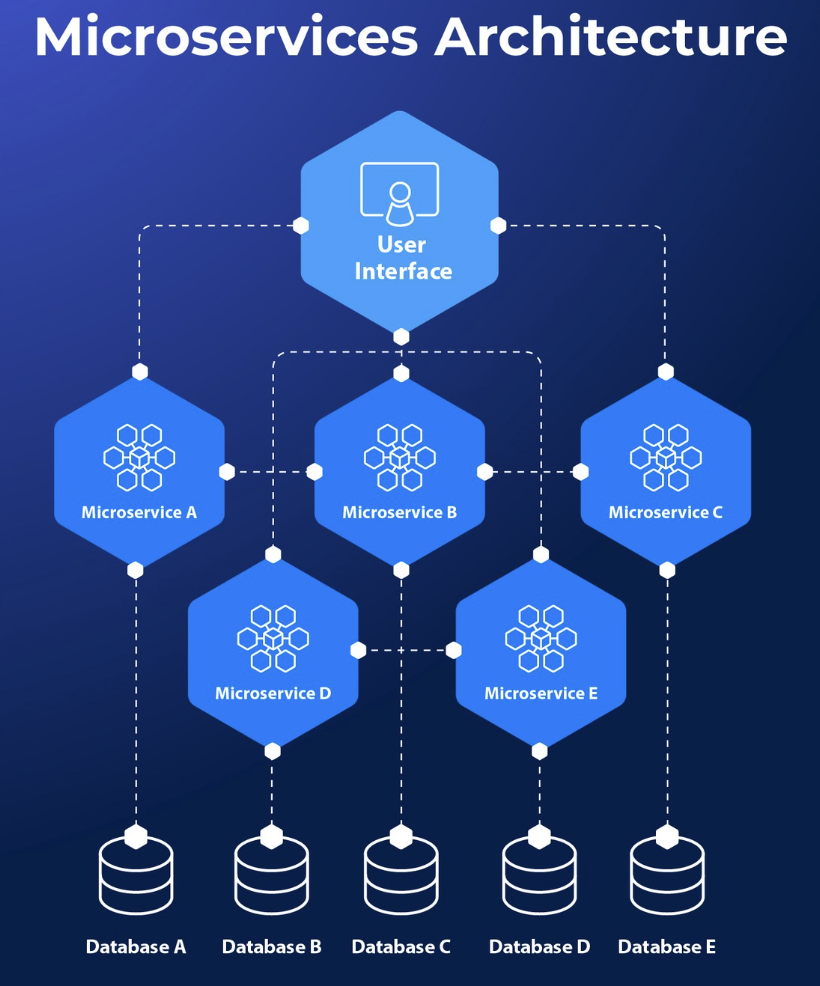 Microservices Architecture
User
Interface
Microservice A
Microservice B
Microservice C
Microservice D
Microservice E
Database A
Database B
Database C
Database D
Database E